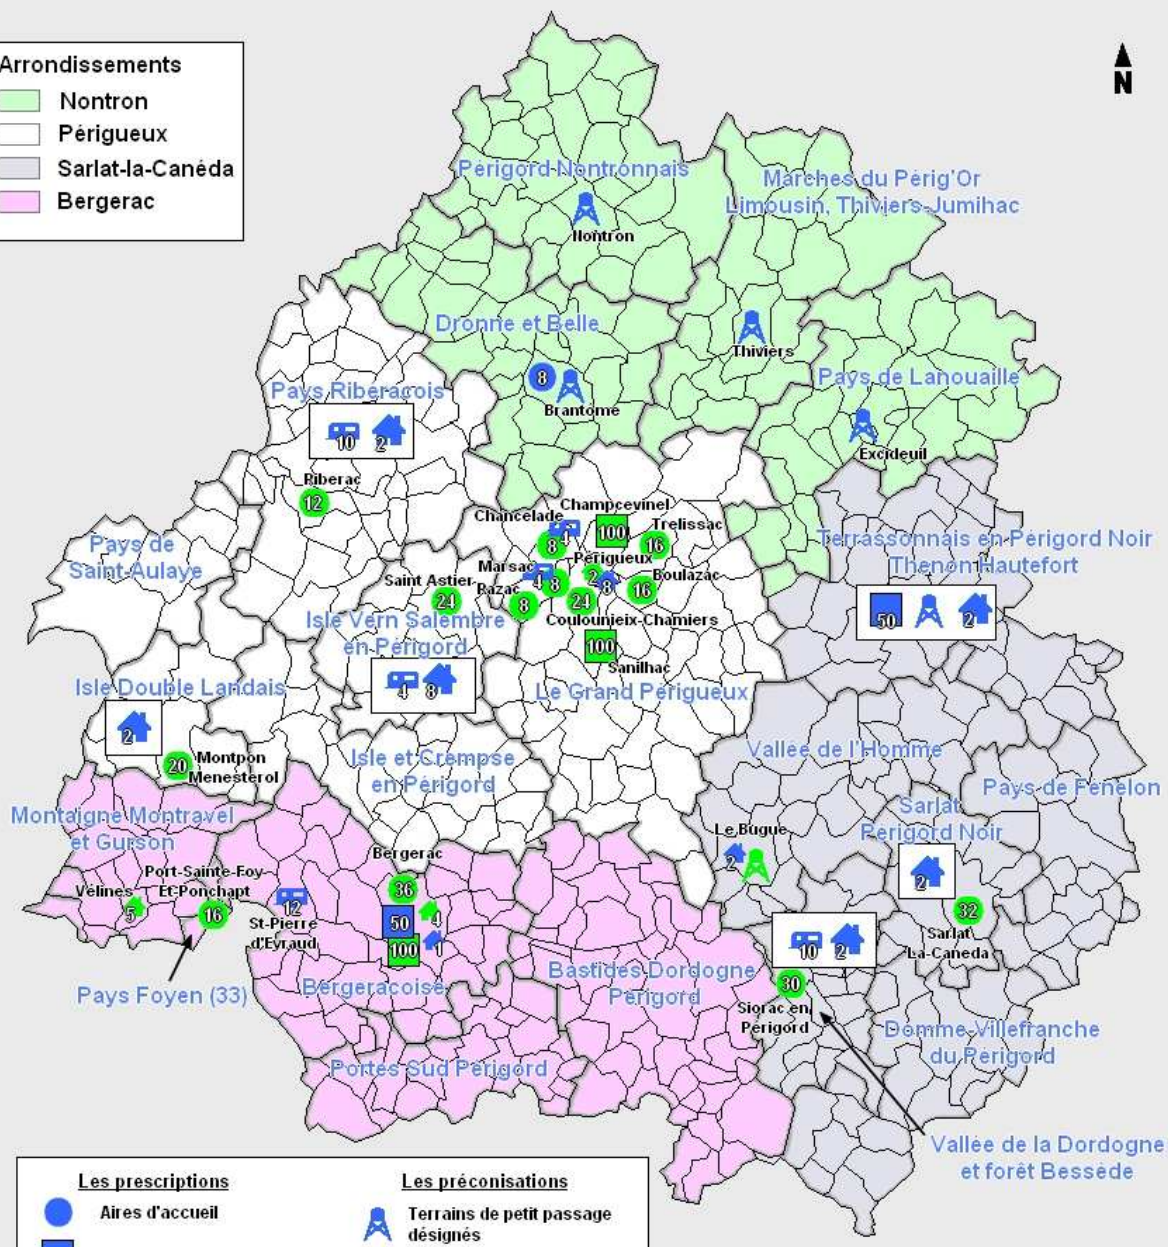 Arrondissements
Nontron
Périgueux
Sarlat-la-Canéda
Bergerac
N
Périgord Nontronnais
Nontron
Marches du Périg'Or
Limousin, Thiviers-Jumilhac
Dronne et Belle
8
Brantome
Thiviers
Pays de Lanouaille
Excideuil
Pays Riberacois
10
2
Riberac
12
Pays de
Saint Aulaye
Chancelade
4
8
Champcevinel
100
Trelissac
16
Marsac
4
8
Périgueux
2
8
Boulazac
16
Razac
8
24
Coulounieix-Chamiers
100
Sanilhac
Le Grand Périgueux
Saint Astier
24
Isle Vern Salembre
en Périgord
4
8
Terrassonnais en Périgord Noir
Thenon Hautefort
50
2
Isle Double Landais
2
20
Montpon
Menesterol
Isle et Crempse
en Périgord
Vallée de l'Homme
Pays de Fénelon
Sarlat
Périgord Noir
2
32
Sarlat
La-Caneda
Le Bugue
2
Montaigne Montravel
et Gurson
Port-Sainte-Foy
Et-Ponchapt
Vélines
5
16
Pays Foyen (33)
12
St-Pierre
d'Eyraud
Bergerac
36
4
50
1
100
Bergeracoise
Bastides Dordogne
Périgord
Portes Sud Périgord
10
2
30
Siorac en
Périgord
Domme-Villefranche
du Périgord
Vallée de la Dordogne
et forêt Bessède
Les prescriptions
Aires d'accueil
Les préconisations
Terrains de petit passage
désignés